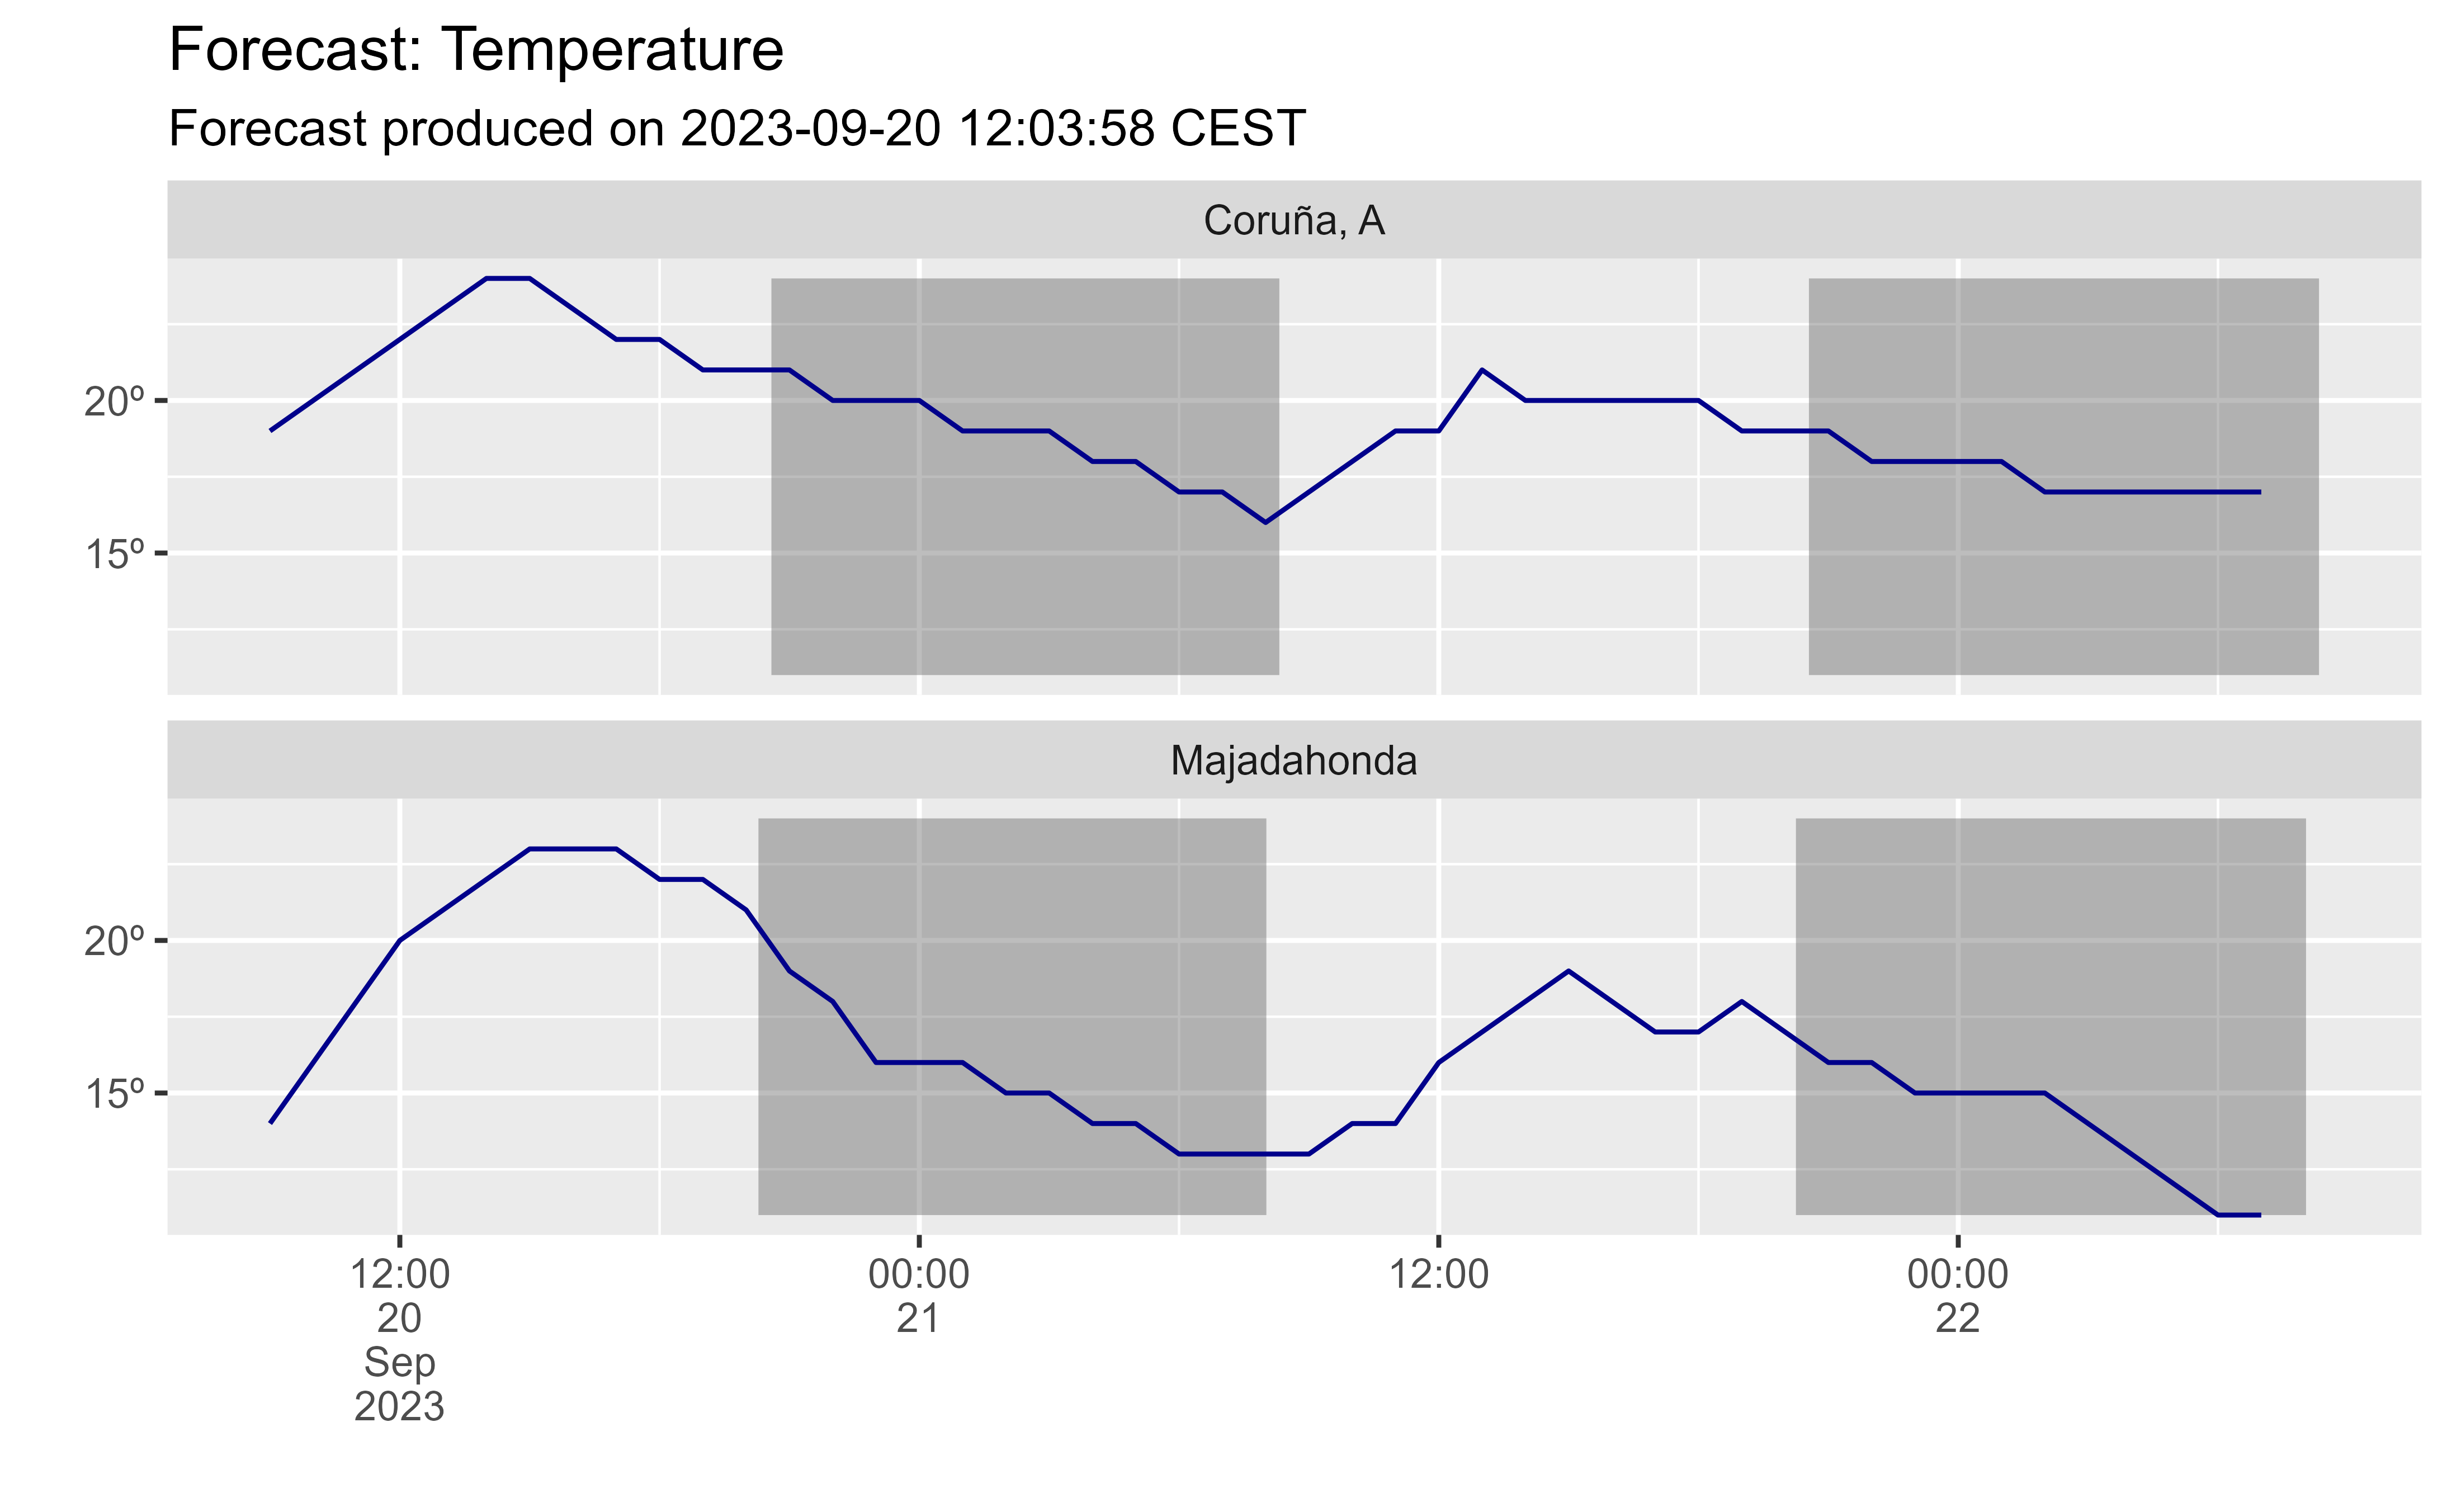 Forecast: Temperature
Forecast produced on 2023-09-20 12:03:58 CEST
Coruña, A
20º
15º
Majadahonda
20º
15º
12:00 00:00 12:00 00:00
20 21 22
Sep
2023